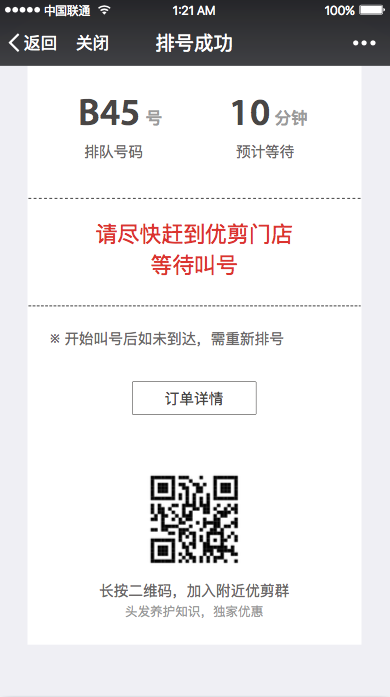 中国联通 1:21 AM 100%
返回 关闭 排号成功
B45 号 10 分钟
排队号码 预计等待
请尽快赶到优剪门店
等待叫号
※ 开始叫号后如未到达，需重新排号
订单详情
长按二维码，加入附近优剪群
头发养护知识，独家优惠